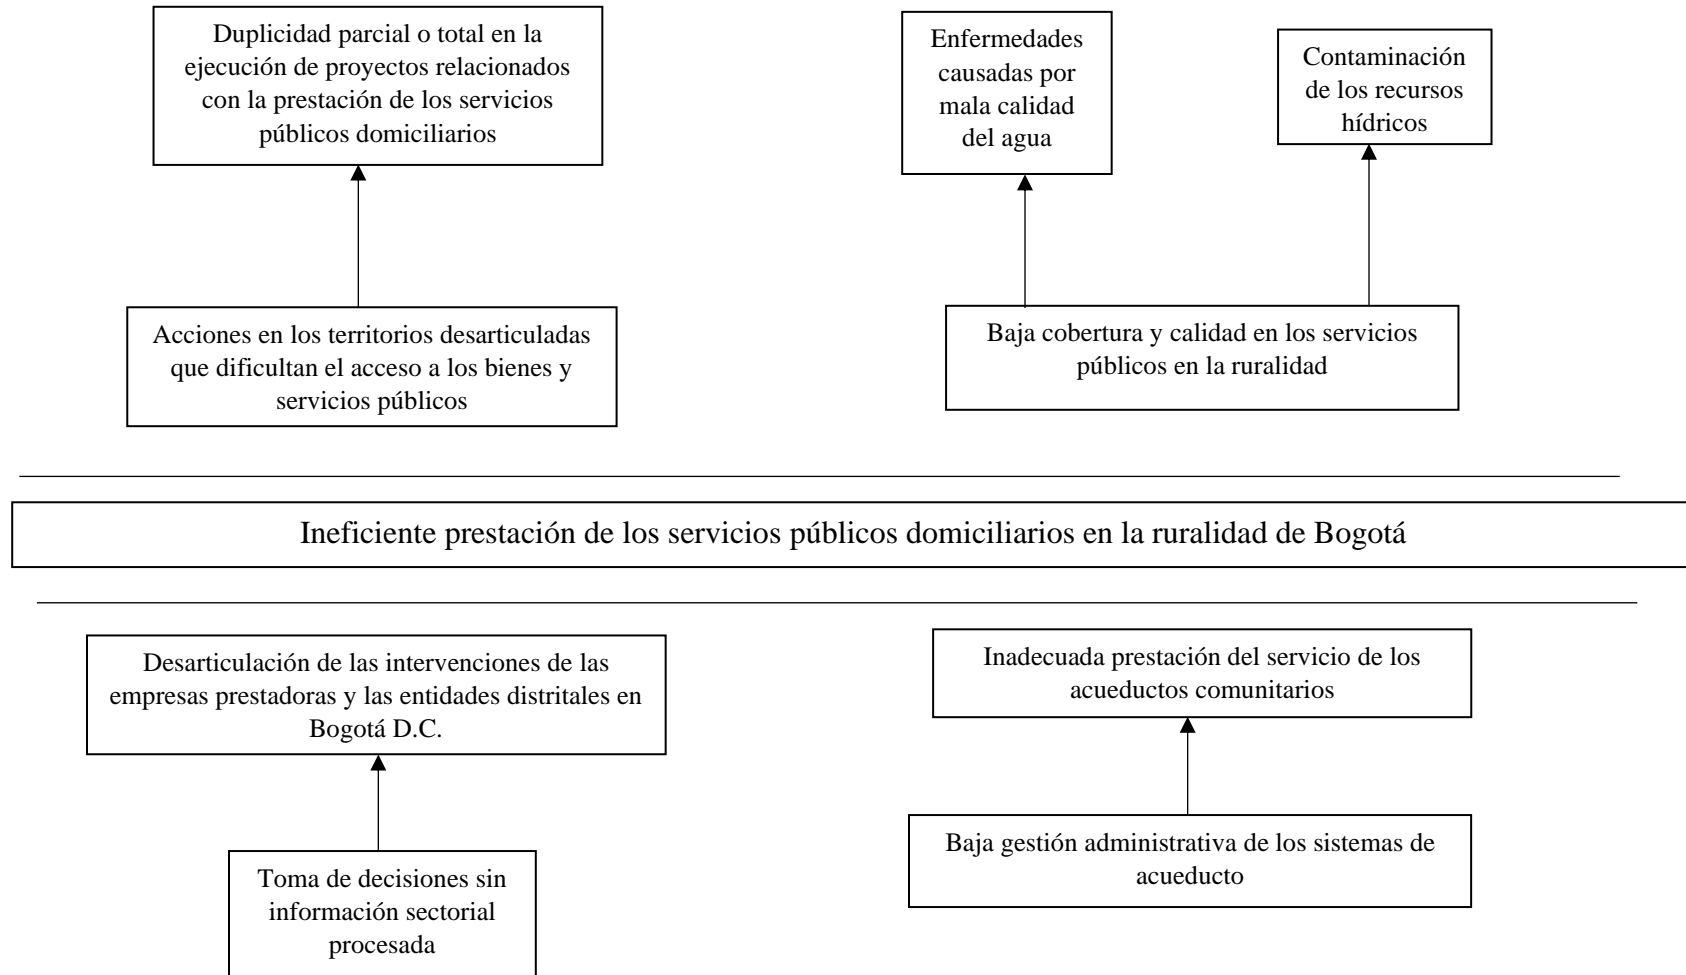 Duplicidad parcial o total en la
ejecución de proyectos relacionados
con la prestación de los servicios
públicos domiciliarios
Enfermedades
causadas por
mala calidad
del agua
Contaminación
de los recursos
hídricos
Acciones en los territorios desarticuladas
que dificultan el acceso a los bienes y
servicios públicos
Baja cobertura y calidad en los servicios
públicos en la ruralidad
Ineficiente prestación de los servicios públicos domiciliarios en la ruralidad de Bogotá
Desarticulación de las intervenciones de las
empresas prestadoras y las entidades distritales en
Bogotá D.C.
Inadecuada prestación del servicio de los
acueductos comunitarios
Toma de decisiones sin
información sectorial
procesada
Baja gestión administrativa de los sistemas de
acueducto